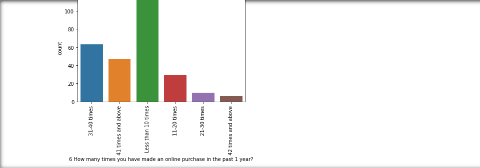 100
80
60
40
20
0
count
31-40 times
41 times and above
Less than 10 times
11-20 times
21-30 times
42 times and above
6 How many times you have made an online purchase in the past 1 year?